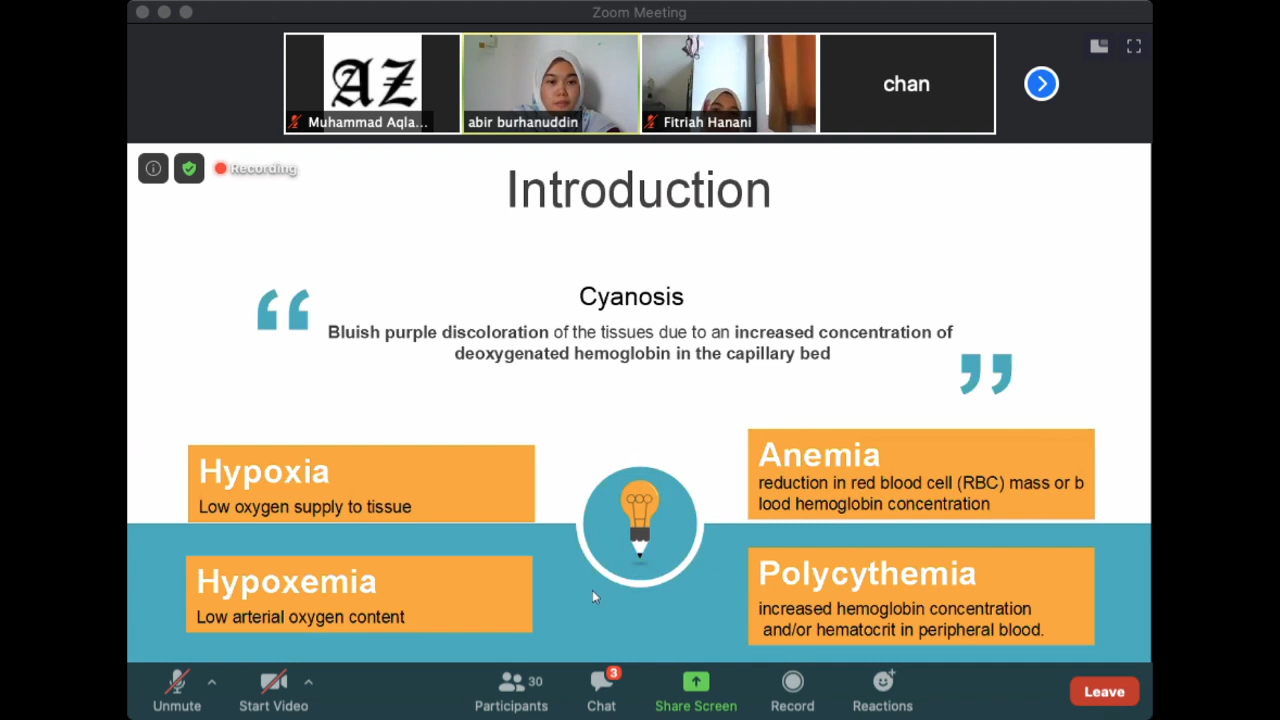 Zoom Meeting
AZ
Muhammad Aqla...
abir burhanuddin
Fitriah Hanani
chan
Recording
Introduction
Cyanosis
Bluish purple discoloration of the tissues due to an increased concentration of
deoxygenated hemoglobin in the capillary bed
Hypoxia
Low oxygen supply to tissue
Anemia
reduction in red blood cell (RBC) mass or b
lood hemoglobin concentration
Hypoxemia
Low arterial oxygen content
Polycythemia
increased hemoglobin concentration
and/or hematocrit in peripheral blood.
Unmute
Start Video
30
Participants
3
Chat
Share Screen
Record
Reactions
Leave